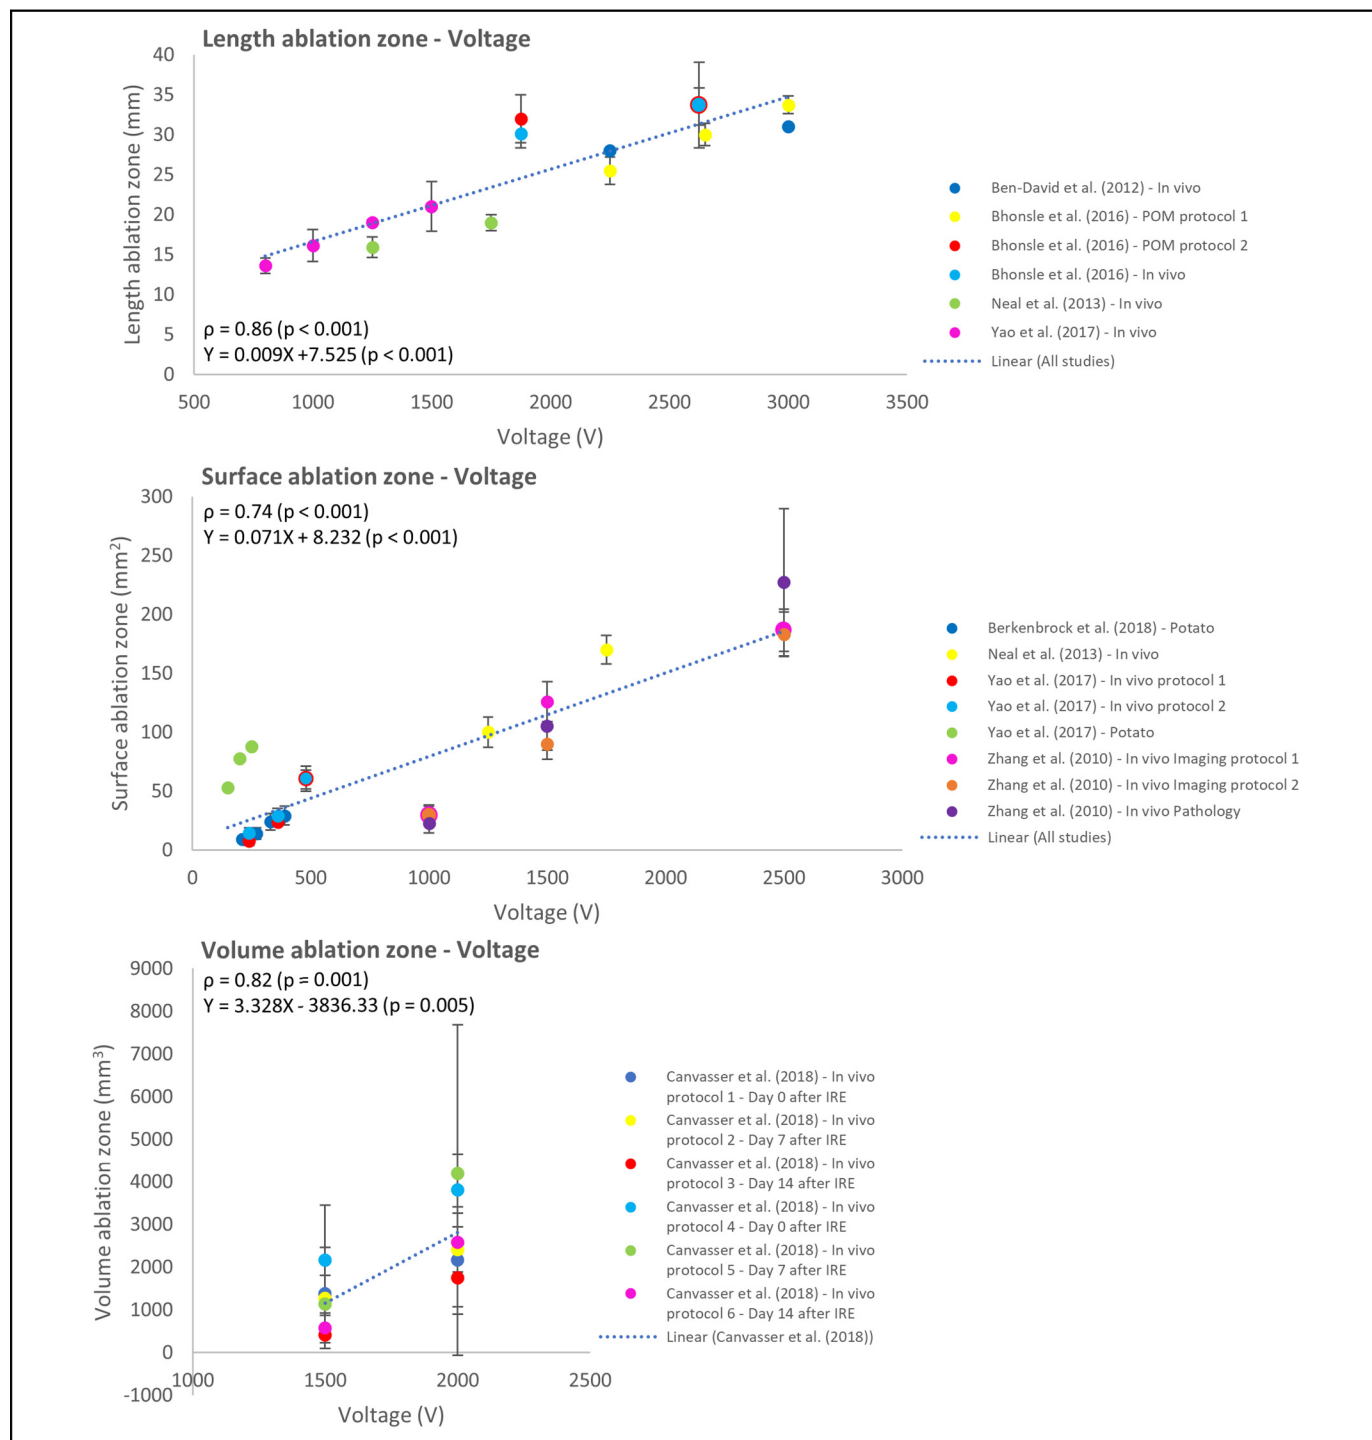 Length ablation zone - Voltage
40
35
30
25
20
15
10
5
0
Length ablation zone (mm)
ρ = 0.86 (p < 0.001)
Y = 0.009X +7.525 (p < 0.001)
500 1000 1500 2000 2500 3000 3500
Voltage (V)
Ben-David et al. (2012) - In vivo
Bhonsle et al. (2016) - POM protocol 1
Bhonsle et al. (2016) - POM protocol 2
Bhonsle et al. (2016) - In vivo
Neal et al. (2013) - In vivo
Yao et al. (2017) - In vivo
Linear (All studies)
Surface ablation zone - Voltage
300
250
200
150
100
50
0
Surface ablation zone (mm²)
ρ = 0.74 (p < 0.001)
Y = 0.071X + 8.232 (p < 0.001)
0 500 1000 1500 2000 2500 3000
Voltage (V)
Berkenbrock et al. (2018) - Potato
Neal et al. (2013) - In vivo
Yao et al. (2017) - In vivo protocol 1
Yao et al. (2017) - In vivo protocol 2
Yao et al. (2017) - Potato
Zhang et al. (2010) - In vivo Imaging protocol 1
Zhang et al. (2010) - In vivo Imaging protocol 2
Zhang et al. (2010) - In vivo Pathology
Linear (All studies)
Volume ablation zone - Voltage
9000
8000
7000
6000
5000
4000
3000
2000
1000
0
-1000
Volume ablation zone (mm³)
ρ = 0.82 (p = 0.001)
Y = 3.328X - 3836.33 (p = 0.005)
1000 1500 2000 2500
Voltage (V)
Canvasser et al. (2018) - In vivo
protocol 1 - Day 0 after IRE
Canvasser et al. (2018) - In vivo
protocol 2 - Day 7 after IRE
Canvasser et al. (2018) - In vivo
protocol 3 - Day 14 after IRE
Canvasser et al. (2018) - In vivo
protocol 4 - Day 0 after IRE
Canvasser et al. (2018) - In vivo
protocol 5 - Day 7 after IRE
Canvasser et al. (2018) - In vivo
protocol 6 - Day 14 after IRE
Linear (Canvasser et al. (2018))